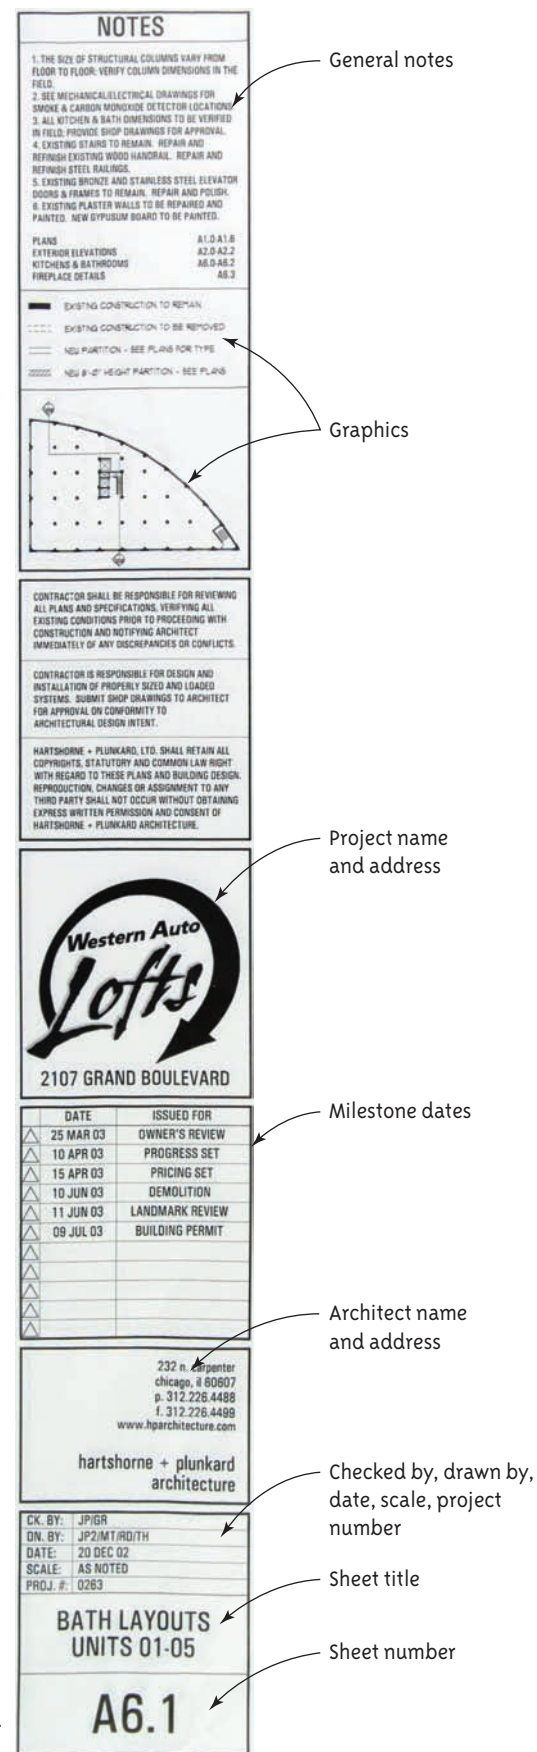 NOTES
1. THE SIZE OF STRUCTURAL COLUMNS VARY FROM
FLOOR TO FLOOR; VERIFY COLUMN DIMENSIONS IN THE
FIELD.
2. SEE MECHANICAL/ELECTRICAL DRAWINGS FOR
SMOKE & CARBON MONOXIDE DETECTOR LOCATIONS.
3. ALL KITCHEN & BATH DIMENSIONS TO BE VERIFIED
IN FIELD; PROVIDE SHOP DRAWINGS FOR APPROVAL.
4. EXISTING STAIRS TO REMAIN. REPAIR AND
REFINISH EXISTING WOOD HANDRAIL. REPAIR AND
REFINISH STEEL RAILINGS.
5. EXISTING BRONZE AND STAINLESS STEEL ELEVATOR
DOORS & FRAMES TO REMAIN. REPAIR AND POLISH.
6. EXISTING PLASTER WALLS TO BE REPAIRED AND
PAINTED. NEW GYPUSUM BOARD TO BE PAINTED.
PLANS A1.0-A1.6
EXTERIOR ELEVATIONS A2.0-A2.2
KITCHENS & BATHROOMS A6.0-A6.2
FIREPLACE DETAILS A6.3
EXISTING CONSTRUCTION TO REMAIN
EXISTING CONSTRUCTION TO BE REMOVED
NEW PARTITION - SEE PLANS FOR TYPE
NEW 8'-0" HEIGHT PARTITION - SEE PLANS
General notes
Graphics
CONTRACTOR SHALL BE RESPONSIBLE FOR REVIEWING
ALL PLANS AND SPECIFICATIONS, VERIFYING ALL
EXISTING CONDITIONS PRIOR TO PROCEEDING WITH
CONSTRUCTION AND NOTIFYING ARCHITECT
IMMEDIATELY OF ANY DISCREPANCIES OR CONFLICTS.
CONTRACTOR IS RESPONSIBLE FOR DESIGN AND
INSTALLATION OF PROPERLY SIZED AND LOADED
SYSTEMS. SUBMIT SHOP DRAWINGS TO ARCHITECT
FOR APPROVAL ON CONFORMITY TO
ARCHITECTURAL DESIGN INTENT.
HARTSHORNE + PLUNKARD, LTD. SHALL RETAIN ALL
COPYRIGHTS, STATUTORY AND COMMON LAW RIGHT
WITH REGARD TO THESE PLANS AND BUILDING DESIGN.
REPRODUCTION, CHANGES OR ASSIGNMENT TO ANY
THIRD PARTY SHALL NOT OCCUR WITHOUT OBTAINING
EXPRESS WRITTEN PERMISSION AND CONSENT OF
HARTSHORNE + PLUNKARD ARCHITECTURE.
Project name
and address
Western Auto
Lofts
2107 GRAND BOULEVARD
Milestone dates
DATE ISSUED FOR
25 MAR 03 OWNER'S REVIEW
10 APR 03 PROGRESS SET
15 APR 03 PRICING SET
10 JUN 03 DEMOLITION
11 JUN 03 LANDMARK REVIEW
09 JUL 03 BUILDING PERMIT
Architect name
and address
232 n. carpenter
chicago, il 60607
p. 312.226.4488
f. 312.226.4499
www.hparchitecture.com
hartshorne + plunkard
architecture
Checked by, drawn by,
date, scale, project
number
CK. BY: JP/GR
DN. BY: JP2/MT/RD/TH
DATE: 20 DEC 02
SCALE: AS NOTED
PROJ. #: 0263
Sheet title
BATH LAYOUTS
UNITS 01-05
Sheet number
A6.1